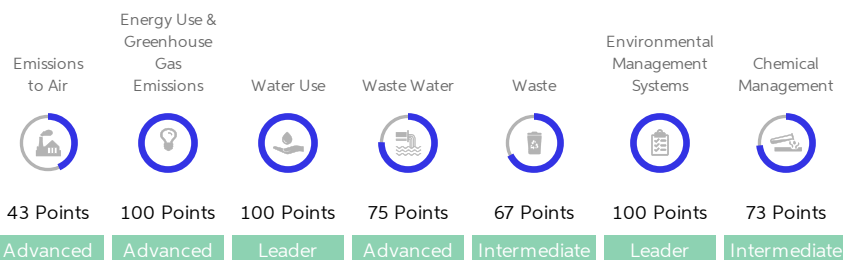 Emissions
to Air
Energy Use &
Greenhouse
Gas
Emissions
Water Use
Waste Water
Waste
Environmental
Management
Systems
Chemical
Management
43 Points
100 Points
100 Points
75 Points
67 Points
100 Points
73 Points
Advanced
Advanced
Leader
Advanced
Intermediate
Leader
Intermediate